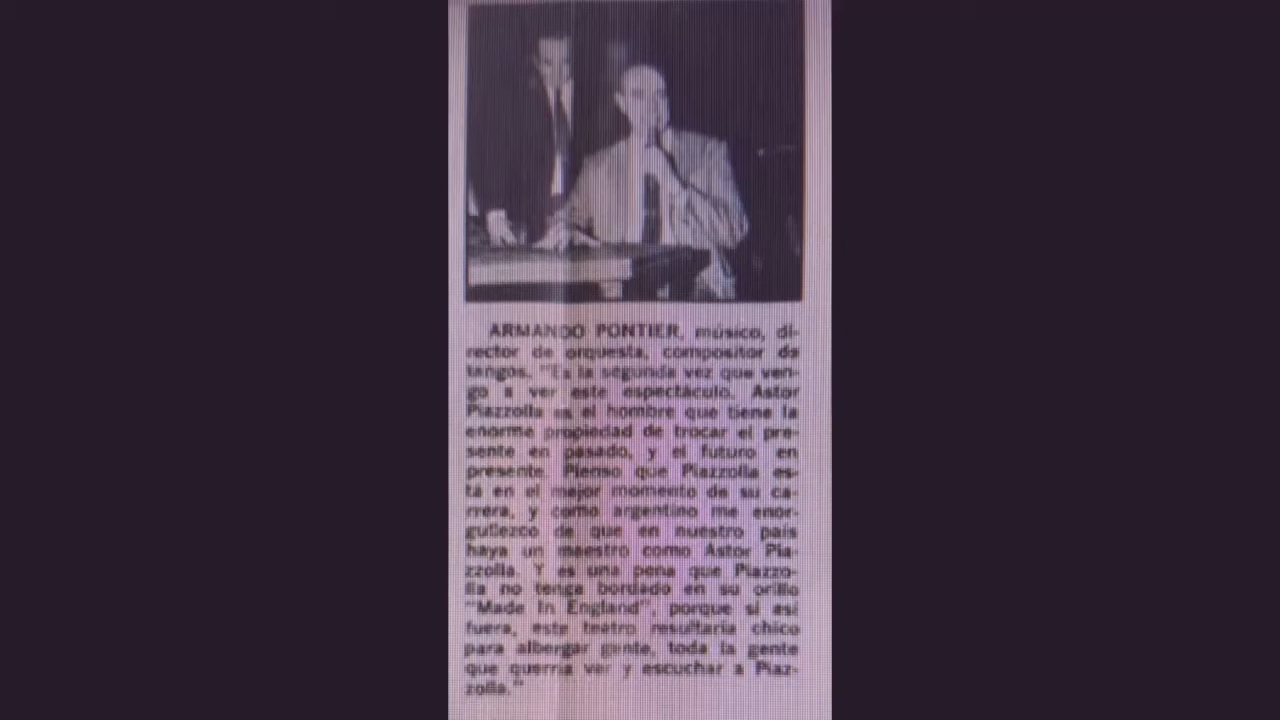 ARMANDO PONTIER, músico, di-
rector de orquesta, compositor de
tangos. "Es la segunda vez que ven-
go a ver este espectáculo. Astor
Piazzolla es el hombre que tiene la
enorme propiedad de trocar el pre-
sente en pasado, y el futuro en
presente. Pienso que Piazzolla es-
tá en el mejor momento de su ca-
rrera, y como argentino me enor-
gullezco de que en nuestro país
haya un maestro como Astor Pia-
zzolla. Y es una pena que Piazzo-
lla no tenga bordado en su orillo
"Made In England", porque si así
fuera, este teatro resultaría chico
para albergar gente, toda la gente
que querría ver y escuchar a Piaz-
zolla."